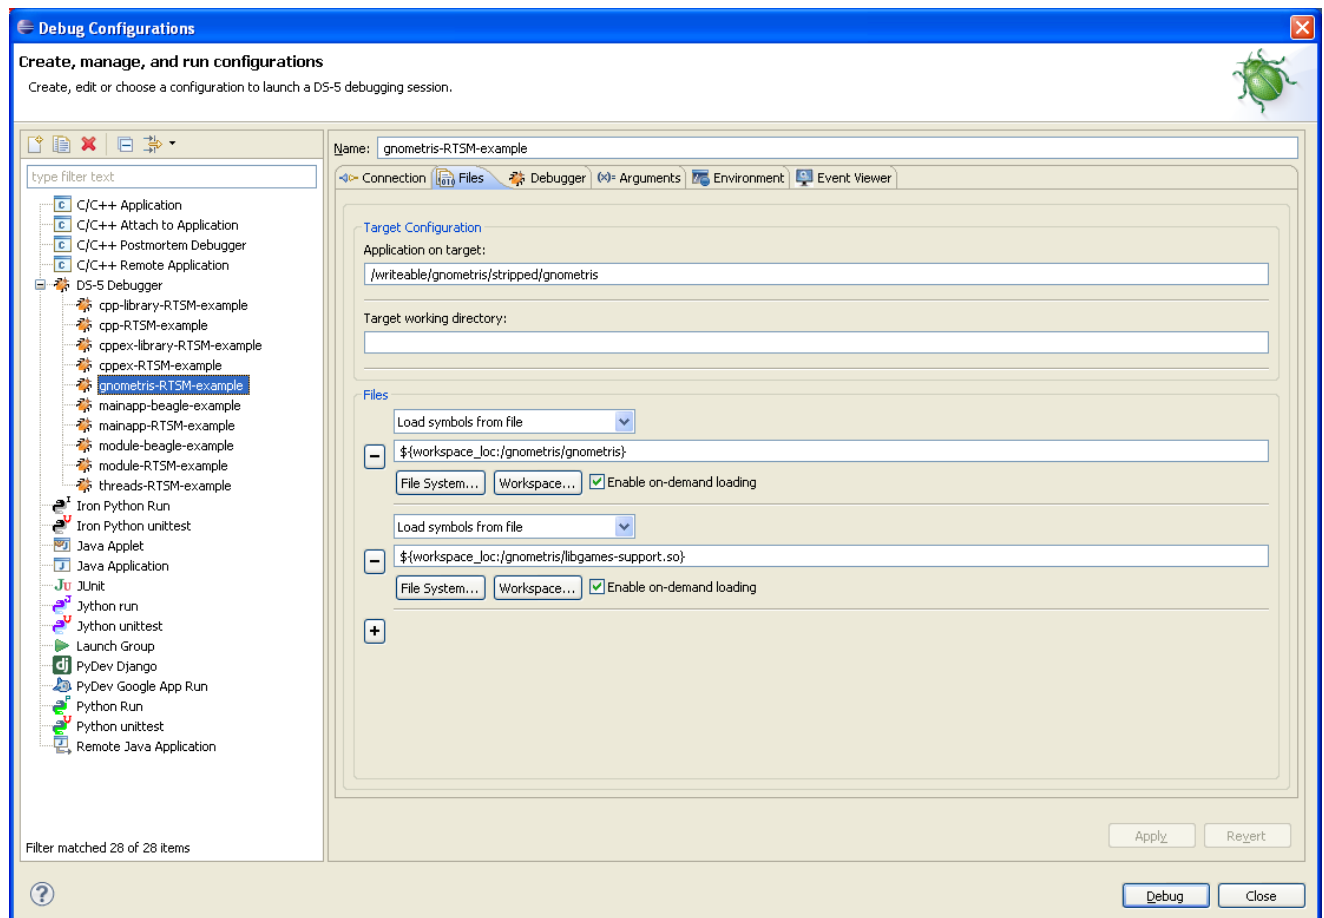 Debug Configurations
Create, manage, and run configurations
Create, edit or choose a configuration to launch a DS-5 debugging session.
type filter text
C/C++ Application
C/C++ Attach to Application
C/C++ Postmortem Debugger
C/C++ Remote Application
DS-5 Debugger
cpp-library-RTSM-example
cpp-RTSM-example
cppex-library-RTSM-example
cppex-RTSM-example
gnometris-RTSM-example
mainapp-beagle-example
mainapp-RTSM-example
module-beagle-example
module-RTSM-example
threads-RTSM-example
Iron Python Run
Iron Python unittest
Java Applet
Java Application
JUnit
Jython run
Jython unittest
Launch Group
PyDev Django
PyDev Google App Run
Python Run
Python unittest
Remote Java Application
Filter matched 28 of 28 items
Name: gnometris-RTSM-example
Connection Files Debugger (x)= Arguments Environment Event Viewer
Target Configuration
Application on target:
/writeable/gnometris/stripped/gnometris
Target working directory:
Files
Load symbols from file
${workspace_loc:/gnometris/gnometris}
File System... Workspace... Enable on-demand loading
Load symbols from file
${workspace_loc:/gnometris/libgames-support.so}
File System... Workspace... Enable on-demand loading
Apply Revert
Debug Close